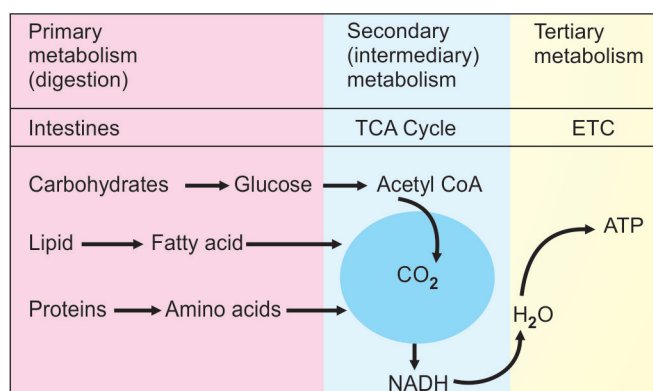 Primary
metabolism
(digestion)
Secondary
(intermediary)
metabolism
Tertiary
metabolism
Intestines
TCA Cycle
ETC
Carbohydrates
Glucose
Acetyl CoA
Lipid
Fatty acid
ATP
CO₂
Proteins
Amino acids
H₂O
NADH